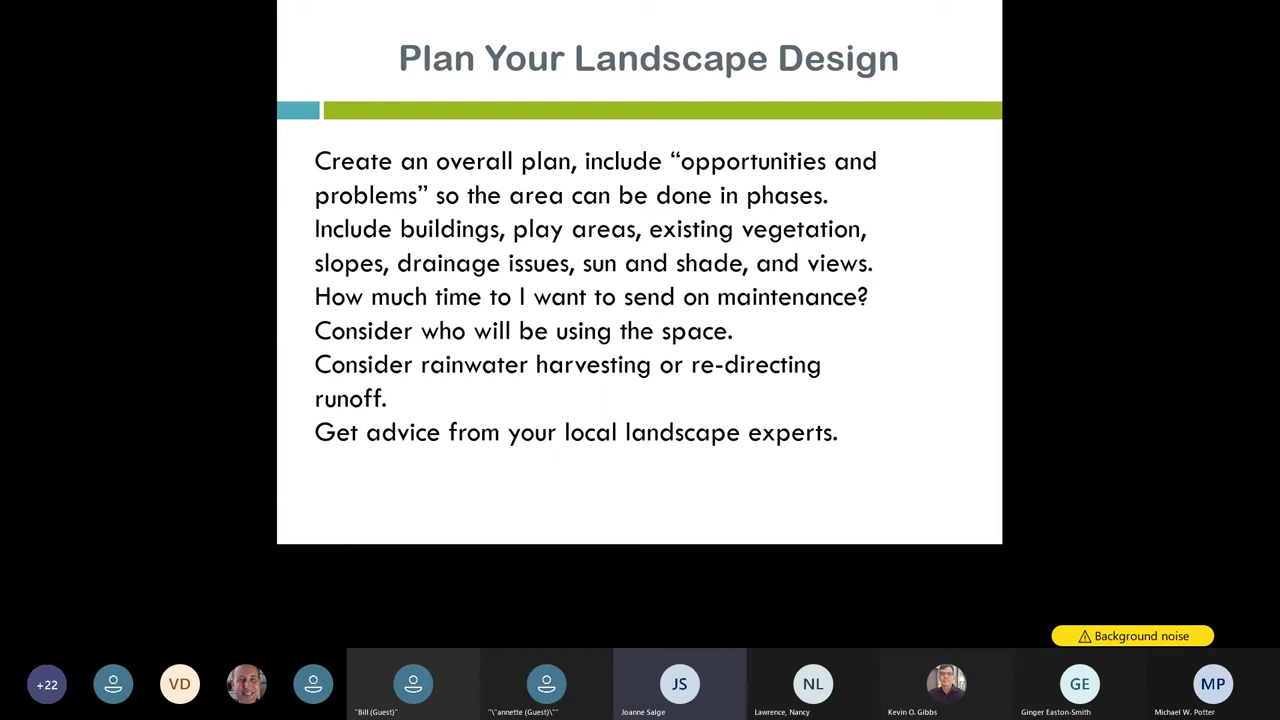 Plan Your Landscape Design
Create an overall plan, include “opportunities and
problems” so the area can be done in phases.
Include buildings, play areas, existing vegetation,
slopes, drainage issues, sun and shade, and views.
How much time to I want to send on maintenance?
Consider who will be using the space.
Consider rainwater harvesting or re-directing
runoff.
Get advice from your local landscape experts.
Background noise
+22
VD
JS
NL
GE
MP
"Bill (Guest)"
"\"annette (Guest)\""
Joanne Salge
Lawrence, Nancy
Kevin O. Gibbs
Ginger Easton-Smith
Michael W. Potter